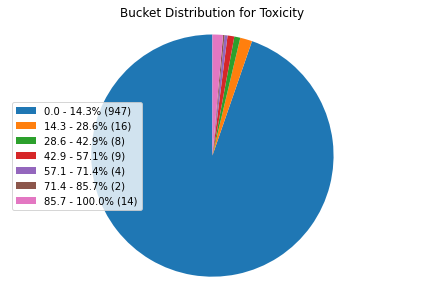 Bucket Distribution for Toxicity
0.0 - 14.3% (947)
14.3 - 28.6% (16)
28.6 - 42.9% (8)
42.9 - 57.1% (9)
57.1 - 71.4% (4)
71.4 - 85.7% (2)
85.7 - 100.0% (14)